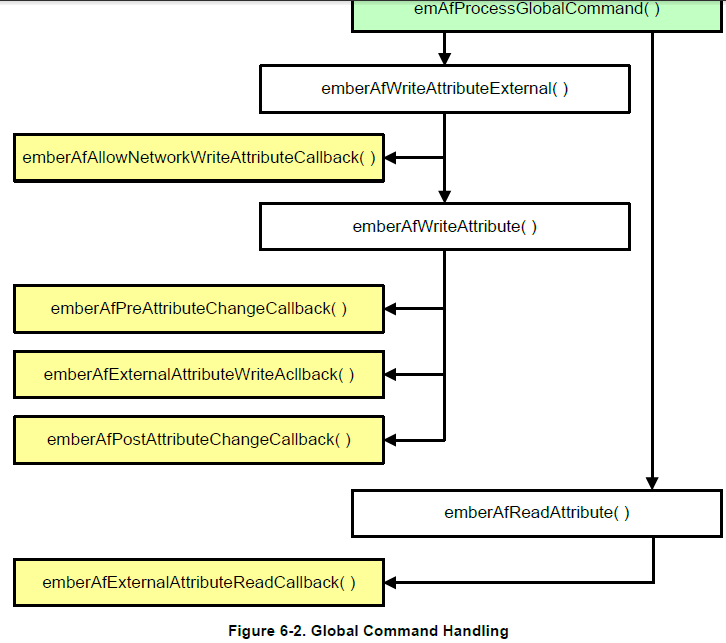 emAfProcessGlobalCommand( )
emberAfWriteAttributeExternal( )
emberAfAllowNetworkWriteAttributeCallback( )
emberAfWriteAttribute( )
emberAfPreAttributeChangeCallback( )
emberAfExternalAttributeWriteAcllback( )
emberAfPostAttributeChangeCallback( )
emberAfReadAttribute( )
emberAfExternalAttributeReadCallback( )
Figure 6-2. Global Command Handling